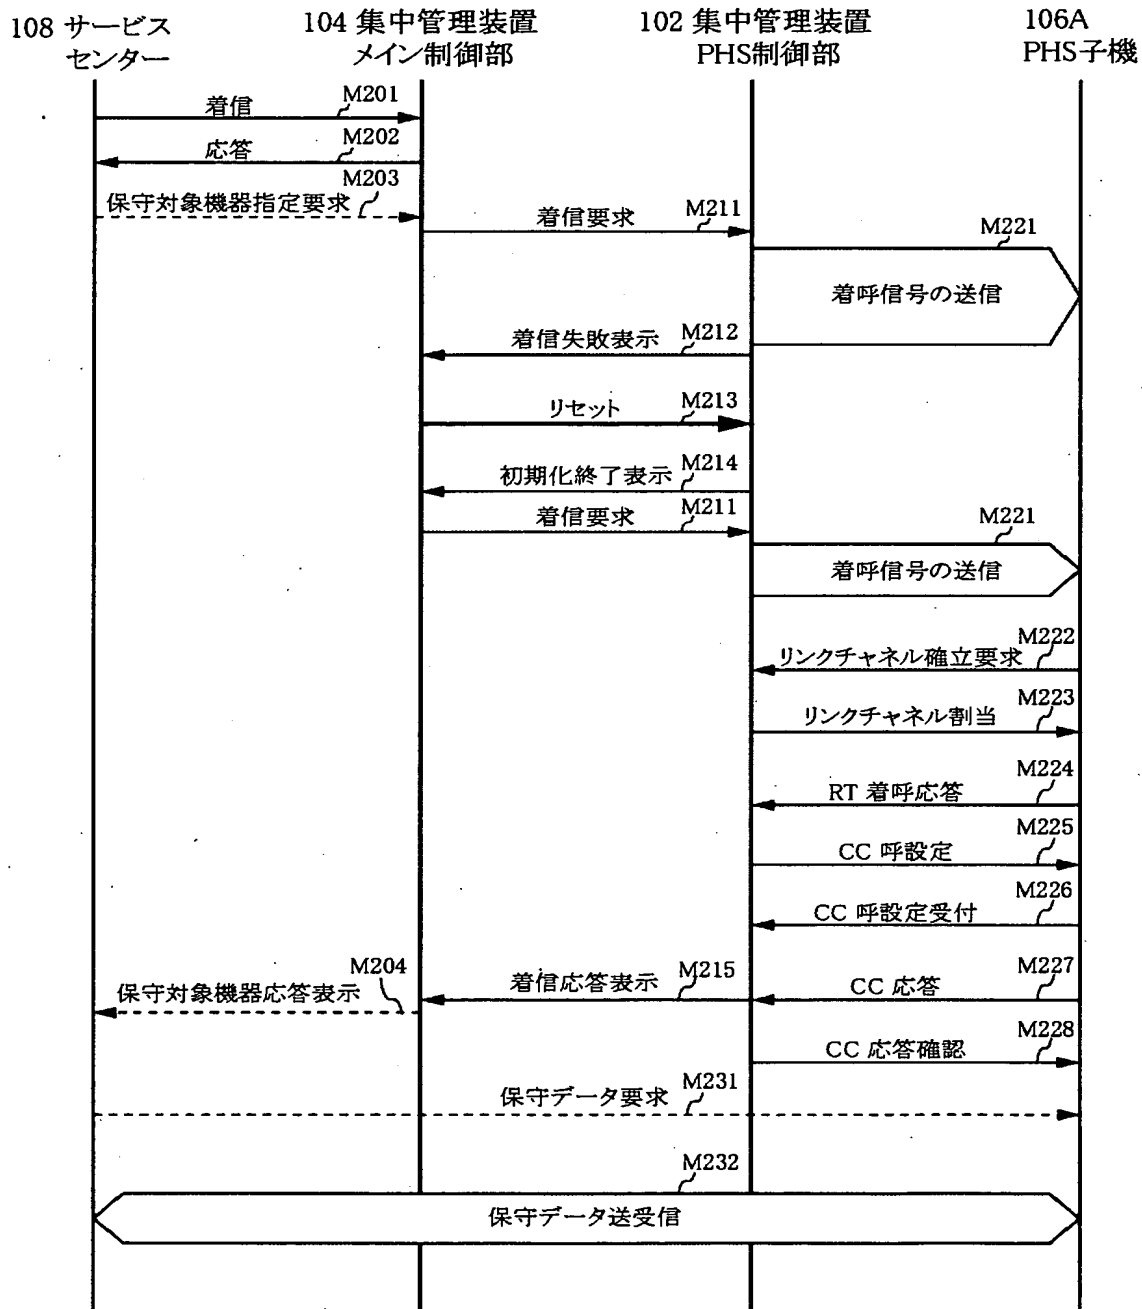 108 サービス
センター
104 集中管理装置
メイン制御部
102 集中管理装置
PHS制御部
106A
PHS子機
着信
M201
応答
M202
保守対象機器指定要求
M203
着信要求
M211
M221
着呼信号の送信
着信失敗表示
M212
リセット
M213
初期化終了表示
M214
着信要求
M211
M221
着呼信号の送信
リンクチャネル確立要求
M222
リンクチャネル割当
M223
RT 着呼応答
M224
CC 呼設定
M225
CC 呼設定受付
M226
保守対象機器応答表示
M204
着信応答表示
M215
CC 応答
M227
CC 応答確認
M228
保守データ要求
M231
M232
保守データ送受信